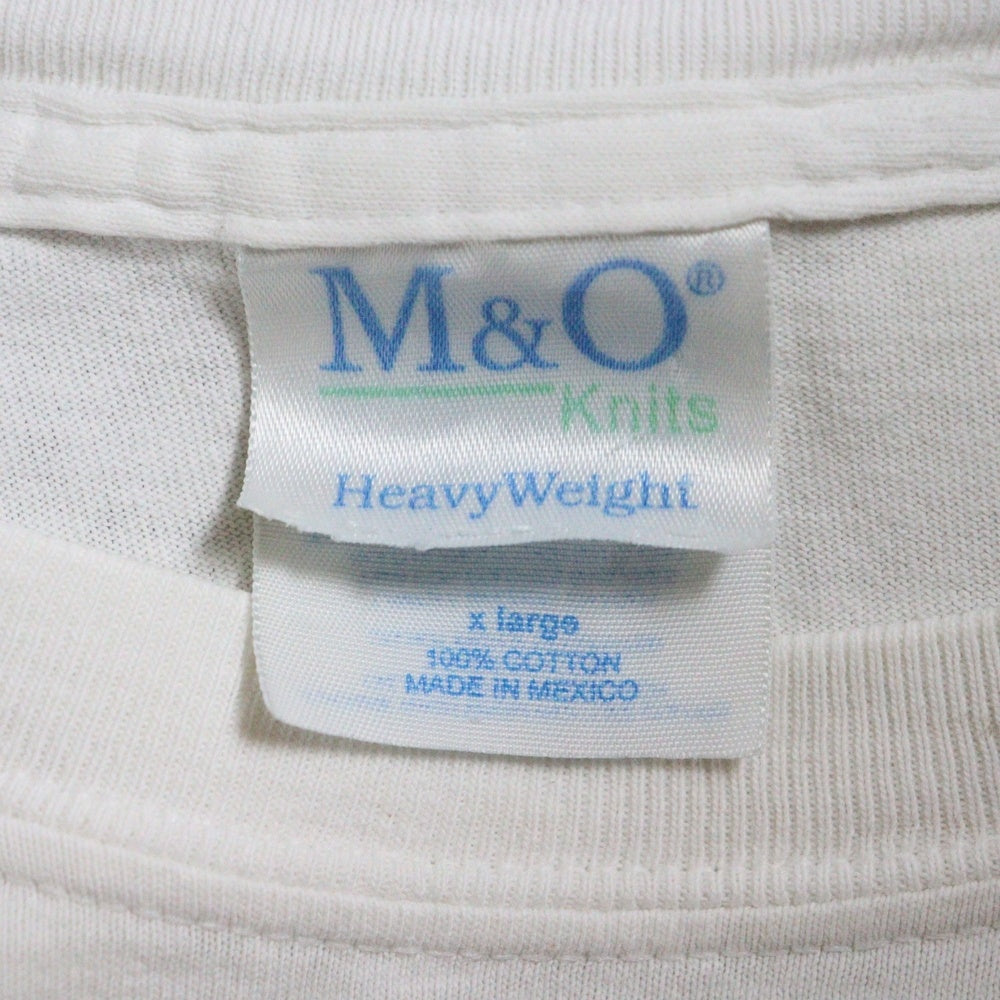 M&O®
Knits
HeavyWeight
x large
100% COTTON
MADE IN MEXICO